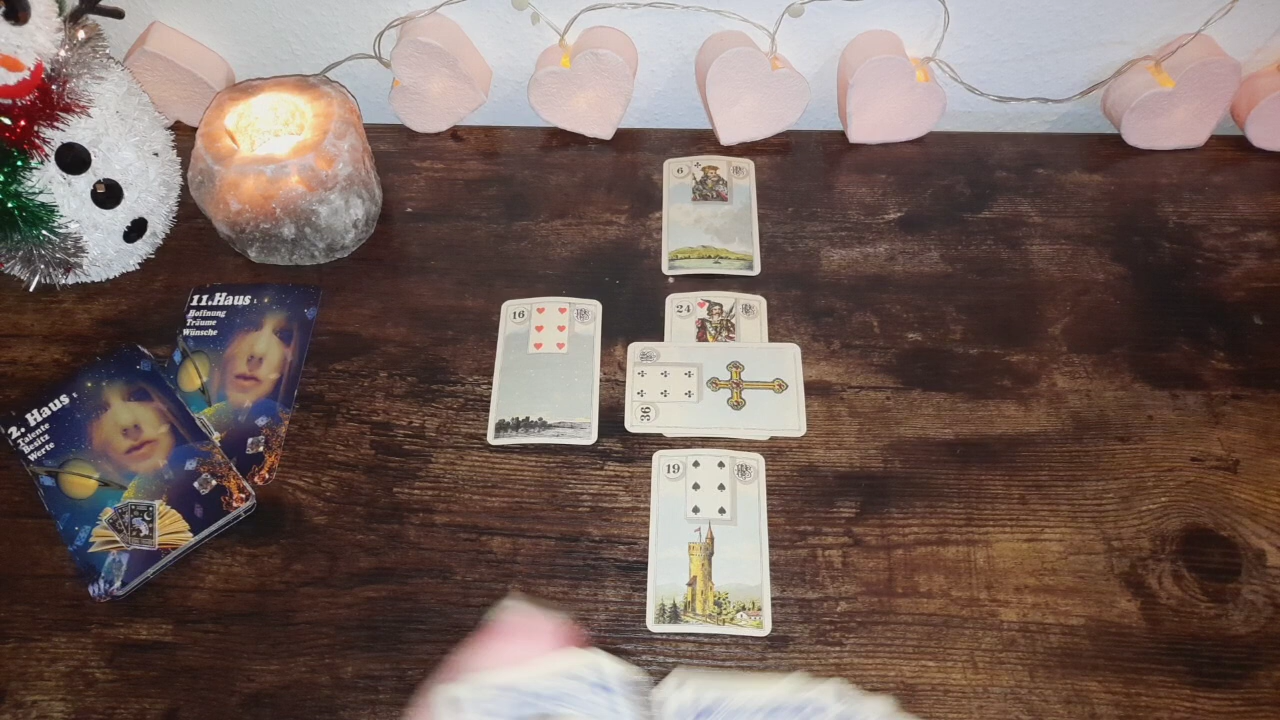 11.Haus
Hoffnung
Träume
Wünsche
2. Haus
Talente
Besitz
Werte
6
16
24
36
19